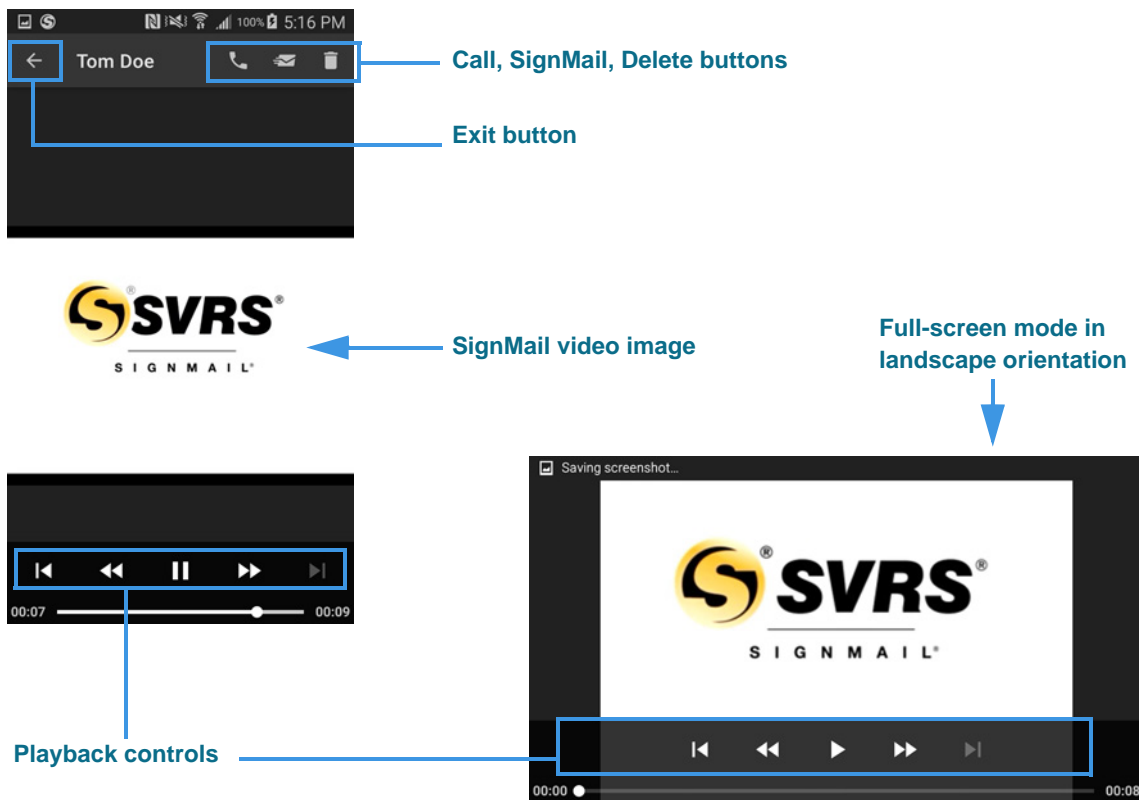 100% 5:16 PM
Tom Doe
Call, SignMail, Delete buttons
Exit button
SSVRS®
SIGNMAIL®
SignMail video image
Full-screen mode in
landscape orientation
00:07 00:09
Saving screenshot...
S®SVRS®
SIGNMAIL®
Playback controls
00:00 00:08